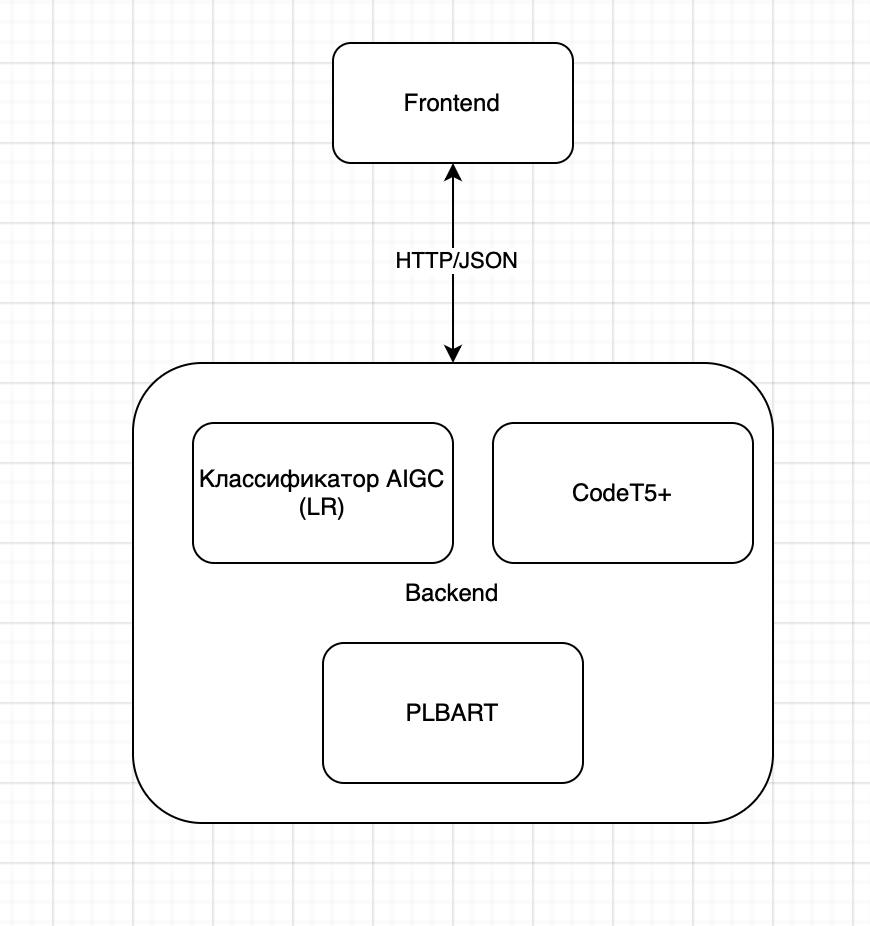 Frontend
HTTP/JSON
Классификатор AIGC
(LR)
CodeT5+
Backend
PLBART